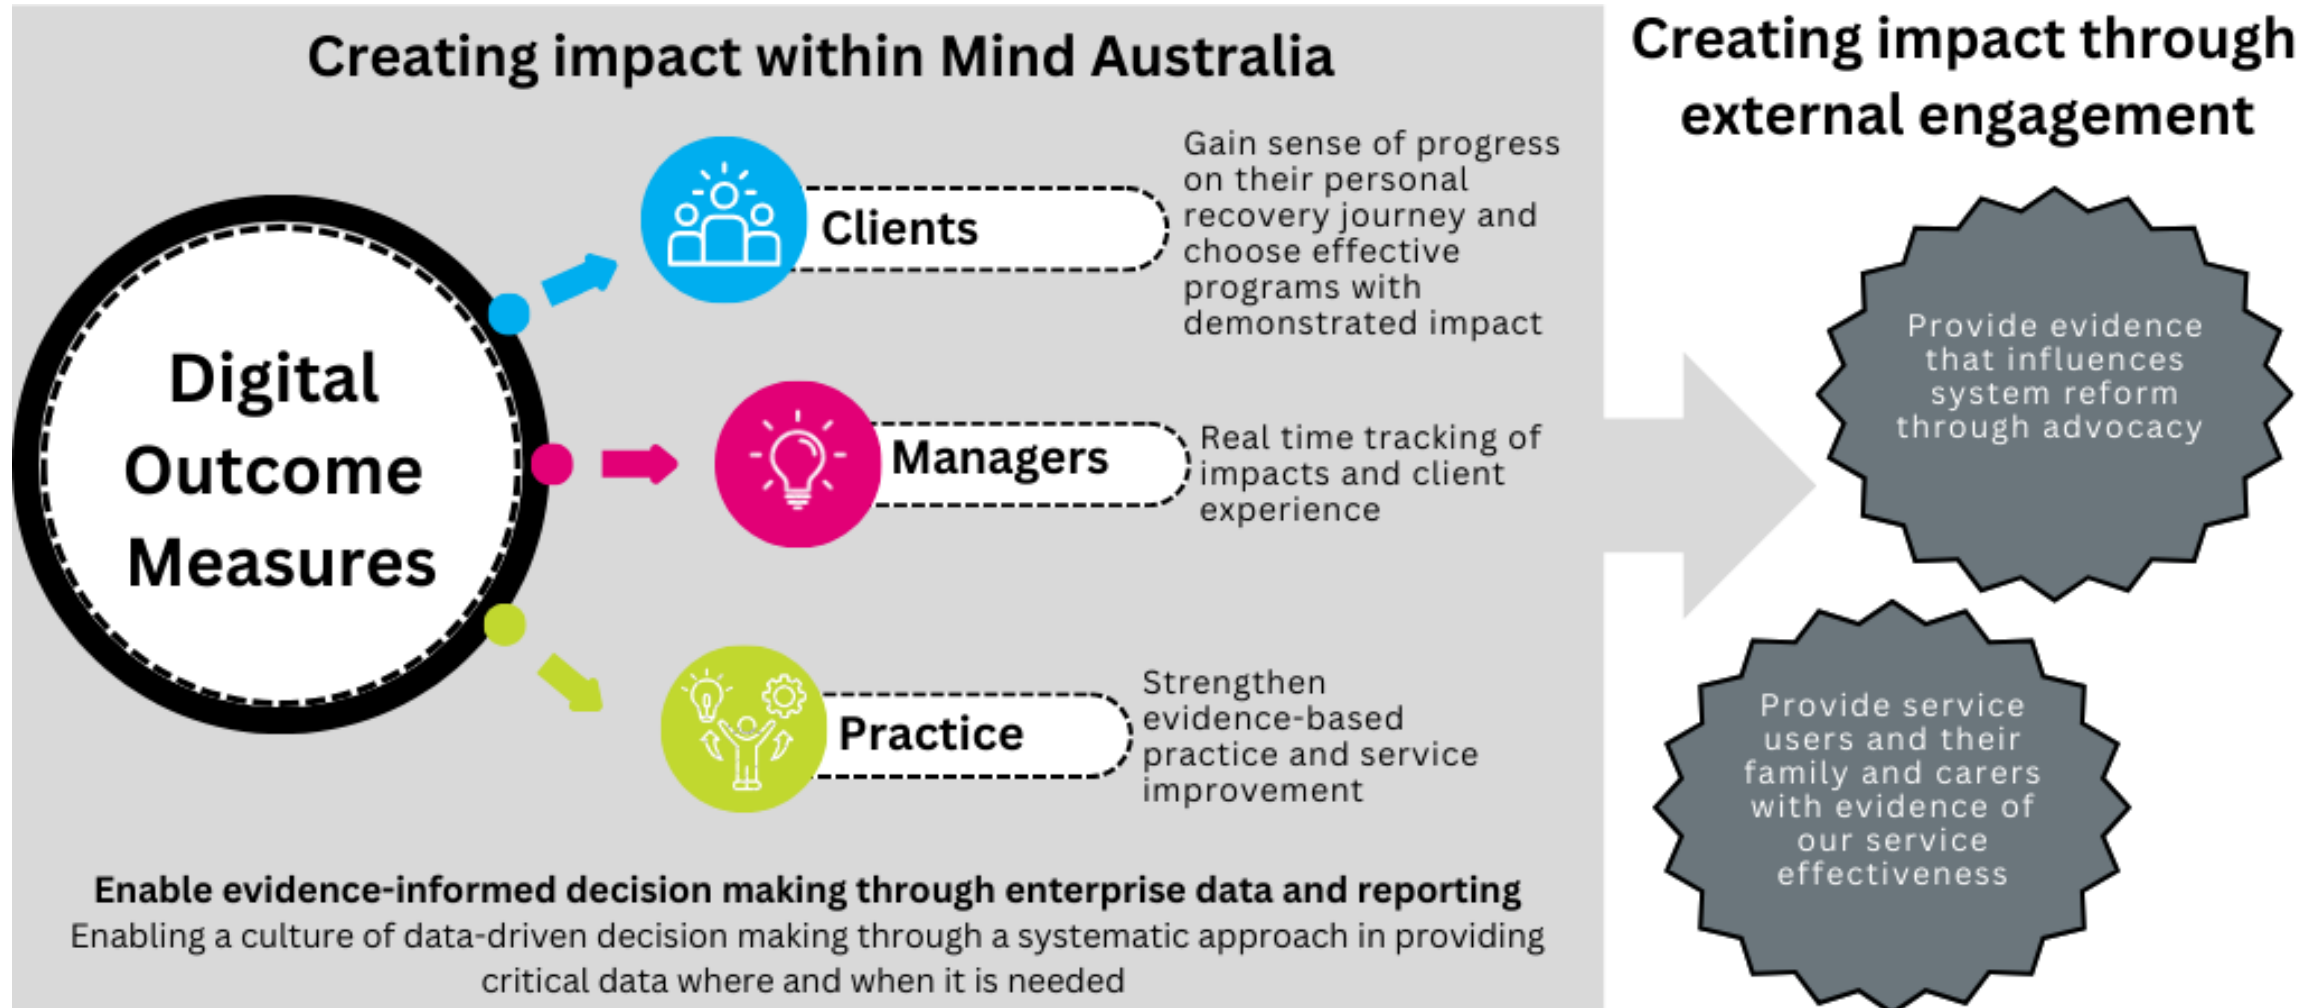 Creating impact within Mind Australia
Digital
Outcome
Measures
Clients
Gain sense of progress
on their personal
recovery journey and
choose effective
programs with
demonstrated impact
Managers
Real time tracking of
impacts and client
experience
Practice
Strengthen
evidence-based
practice and service
improvement
Enable evidence-informed decision making through enterprise data and reporting
Enabling a culture of data-driven decision making through a systematic approach in providing
critical data where and when it is needed
Creating impact through
external engagement
Provide evidence
that influences
system reform
through advocacy
Provide service
users and their
family and carers
with evidence of
our service
effectiveness